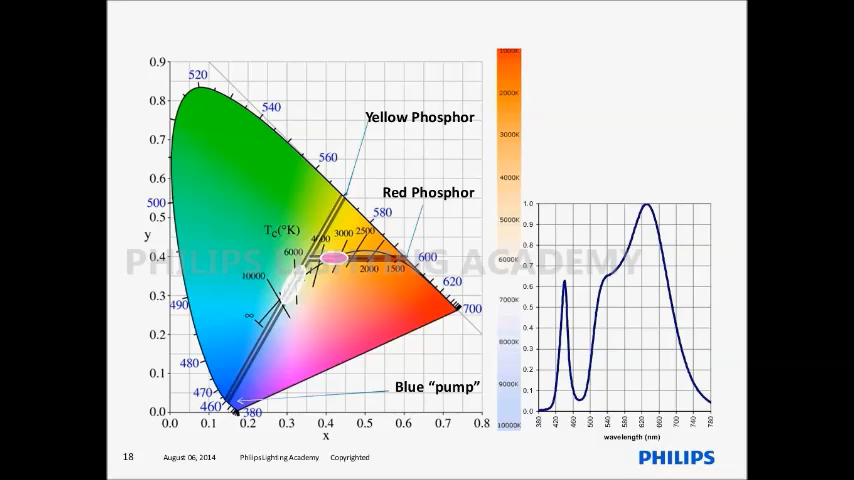 0.9
0.8
0.7
0.6
0.5
0.4
0.3
0.2
0.1
0.0
y
0.0 0.1 0.2 0.3 0.4 0.5 0.6 0.7 0.8
x
520
540
560
580
600
620
700
500
490
480
470
460
380
Tc(°K)
∞
10000
6000
4000
3000
2500
2000
1500
Yellow Phosphor
Red Phosphor
Blue “pump”
PHILIPS LIGHTING ACADEMY
1000K
2000K
3000K
4000K
5000K
6000K
7000K
8000K
9000K
10000K
1.0
0.9
0.8
0.7
0.6
0.5
0.4
0.3
0.2
0.1
0.0
380 420 460 500 540 580 620 660 700 740 780
wavelength (nm)
18 August 06, 2014 Philips Lighting Academy Copyrighted
PHILIPS